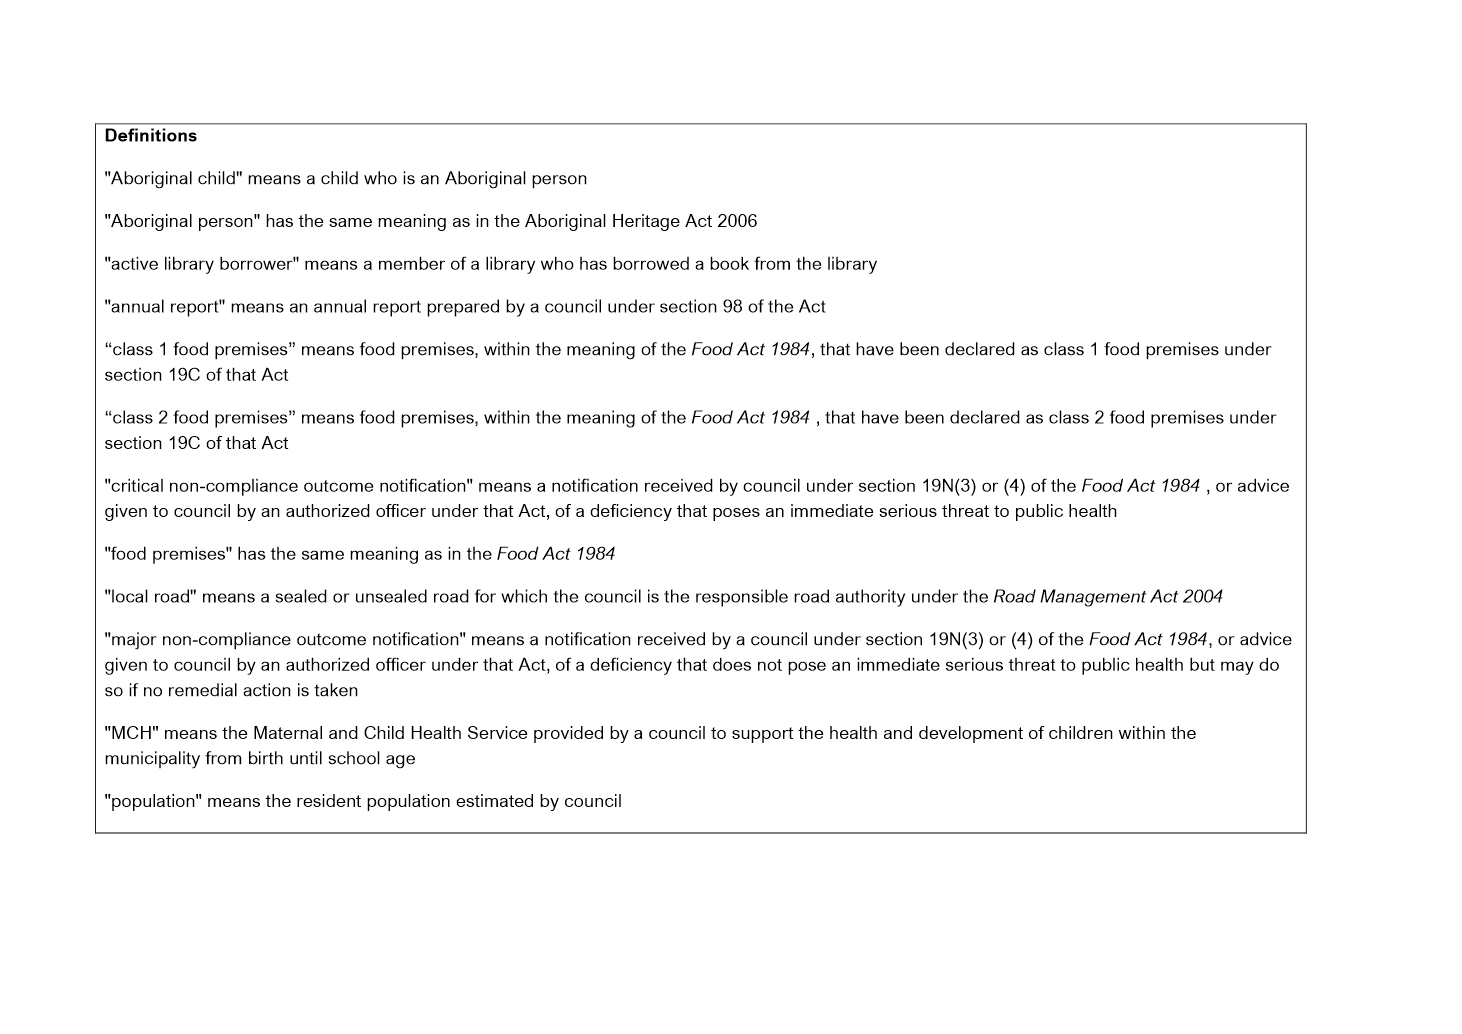 Definitions
"Aboriginal child" means a child who is an Aboriginal person
"Aboriginal person" has the same meaning as in the Aboriginal Heritage Act 2006
"active library borrower" means a member of a library who has borrowed a book from the library
"annual report" means an annual report prepared by a council under section 98 of the Act
“class 1 food premises” means food premises, within the meaning of the Food Act 1984, that have been declared as class 1 food premises under
section 19C of that Act
“class 2 food premises” means food premises, within the meaning of the Food Act 1984 , that have been declared as class 2 food premises under
section 19C of that Act
"critical non-compliance outcome notification" means a notification received by council under section 19N(3) or (4) of the Food Act 1984 , or advice
given to council by an authorized officer under that Act, of a deficiency that poses an immediate serious threat to public health
"food premises" has the same meaning as in the Food Act 1984
"local road" means a sealed or unsealed road for which the council is the responsible road authority under the Road Management Act 2004
"major non-compliance outcome notification" means a notification received by a council under section 19N(3) or (4) of the Food Act 1984, or advice
given to council by an authorized officer under that Act, of a deficiency that does not pose an immediate serious threat to public health but may do
so if no remedial action is taken
"MCH" means the Maternal and Child Health Service provided by a council to support the health and development of children within the
municipality from birth until school age
"population" means the resident population estimated by council